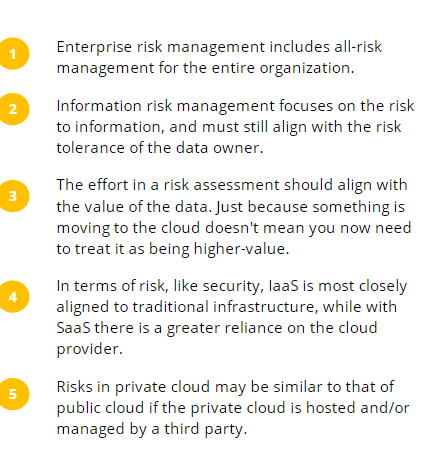 1
Enterprise risk management includes all-risk
management for the entire organization.
2
Information risk management focuses on the risk
to information, and must still align with the risk
tolerance of the data owner.
3
The effort in a risk assessment should align with
the value of the data. Just because something is
moving to the cloud doesn't mean you now need
to treat it as being higher-value.
4
In terms of risk, like security, IaaS is most closely
aligned to traditional infrastructure, while with
SaaS there is a greater reliance on the cloud
provider.
5
Risks in private cloud may be similar to that of
public cloud if the private cloud is hosted and/or
managed by a third party.